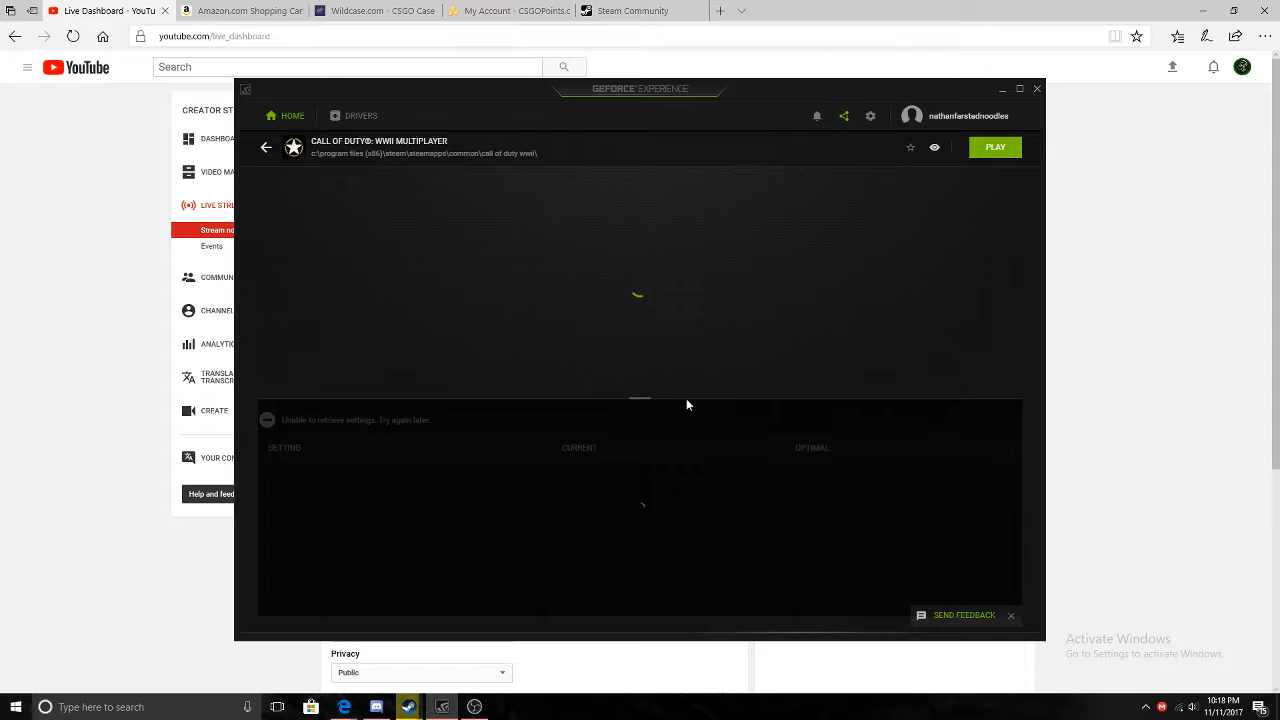 Live Dashboard - YouTu
Amazon.com Shopping Car
Wildcase.com - CSGO Case
My Account - CSGOPoints.c
Steam Community
youtube.com/live_dashboard
YouTube
Search
CREATOR ST
DASHBOA
VIDEO MA
LIVE STRE
Stream no
Events
COMMUN
CHANNEL
ANALYTIC
TRANSLA
TRANSCRI
CREATE
YOUR CON
Help and feed
GEFORCE EXPERIENCE
HOME
DRIVERS
nathanfarstadnoodles
CALL OF DUTY®: WWII MULTIPLAYER
c:\program files (x86)\steam\steamapps\common\call of duty wwii\
PLAY
Unable to retrieve settings. Try again later.
SETTING
CURRENT
OPTIMAL
SEND FEEDBACK
Privacy
Public
Activate Windows
Go to Settings to activate Windows.
Type here to search
10:18 PM
11/11/2017